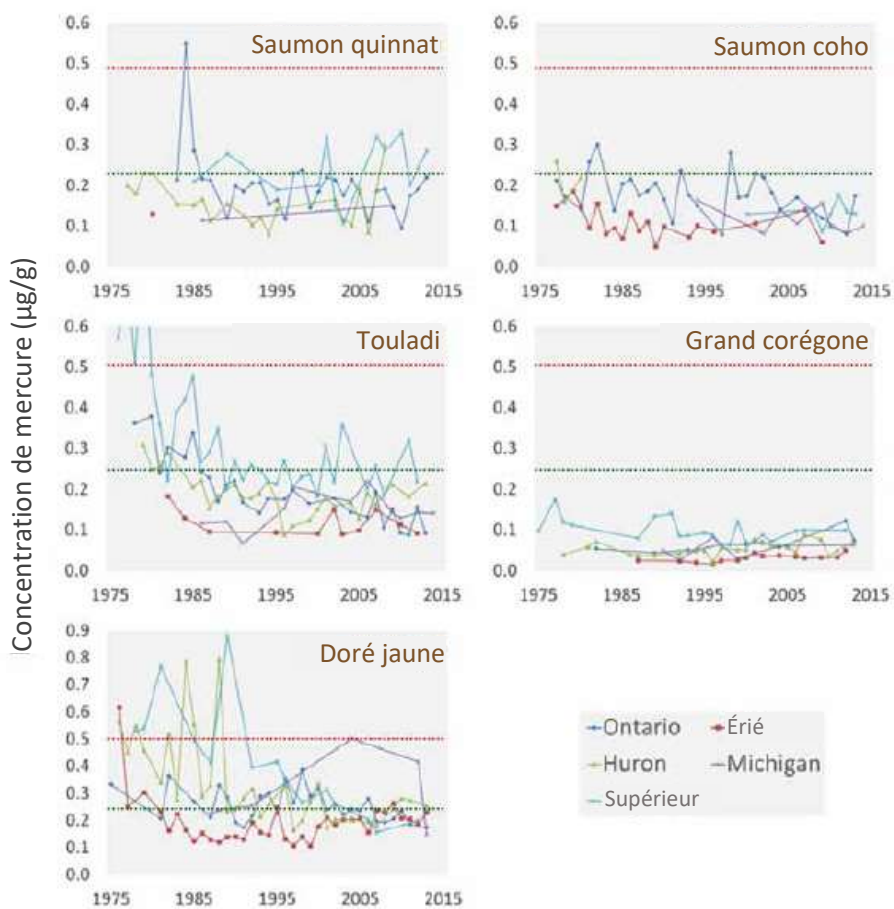 Concentration de mercure (µg/g)
Saumon quinnat
0.6
0.5
0.4
0.3
0.2
0.1
0.0
1975 1985 1995 2005 2015
Saumon coho
0.6
0.5
0.4
0.3
0.2
0.1
0.0
1975 1985 1995 2005 2015
Touladi
0.6
0.5
0.4
0.3
0.2
0.1
0.0
1975 1985 1995 2005 2015
Grand corégone
0.6
0.5
0.4
0.3
0.2
0.1
0.0
1975 1985 1995 2005 2015
Doré jaune
0.9
0.8
0.7
0.6
0.5
0.4
0.3
0.2
0.1
0.0
1975 1985 1995 2005 2015
Ontario Érié
Huron Michigan
Supérieur